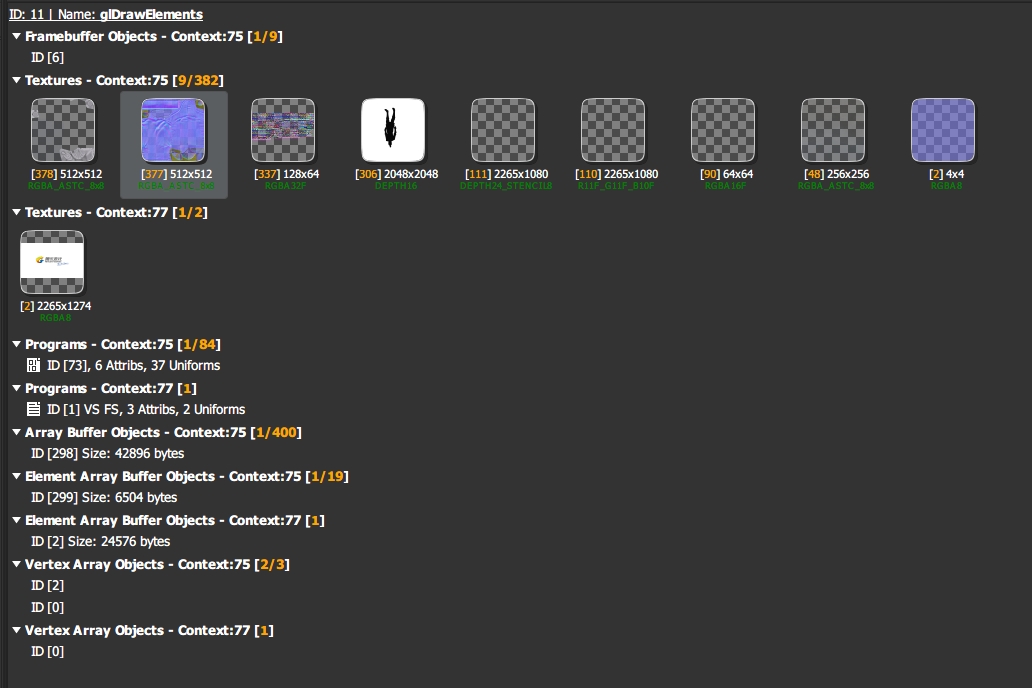 ID: 11 | Name: glDrawElements
Framebuffer Objects - Context:75 [1/9]
ID [6]
Textures - Context:75 [9/382]
[378] 512x512
RGBA_ASTC_8x8
[377] 512x512
RGBA_ASTC_8x8
[337] 128x64
RGBA32F
[306] 2048x2048
DEPTH16
[111] 2265x1080
DEPTH24_STENCIL8
[110] 2265x1080
R11F_G11F_B10F
[90] 64x64
RGBA16F
[48] 256x256
RGBA_ASTC_8x8
[2] 4x4
RGBA8
Textures - Context:77 [1/2]
[2] 2265x1274
RGBA8
Programs - Context:75 [1/84]
ID [73], 6 Attribs, 37 Uniforms
Programs - Context:77 [1]
ID [1] VS FS, 3 Attribs, 2 Uniforms
Array Buffer Objects - Context:75 [1/400]
ID [298] Size: 42896 bytes
Element Array Buffer Objects - Context:75 [1/19]
ID [299] Size: 6504 bytes
Element Array Buffer Objects - Context:77 [1]
ID [2] Size: 24576 bytes
Vertex Array Objects - Context:75 [2/3]
ID [2]
ID [0]
Vertex Array Objects - Context:77 [1]
ID [0]